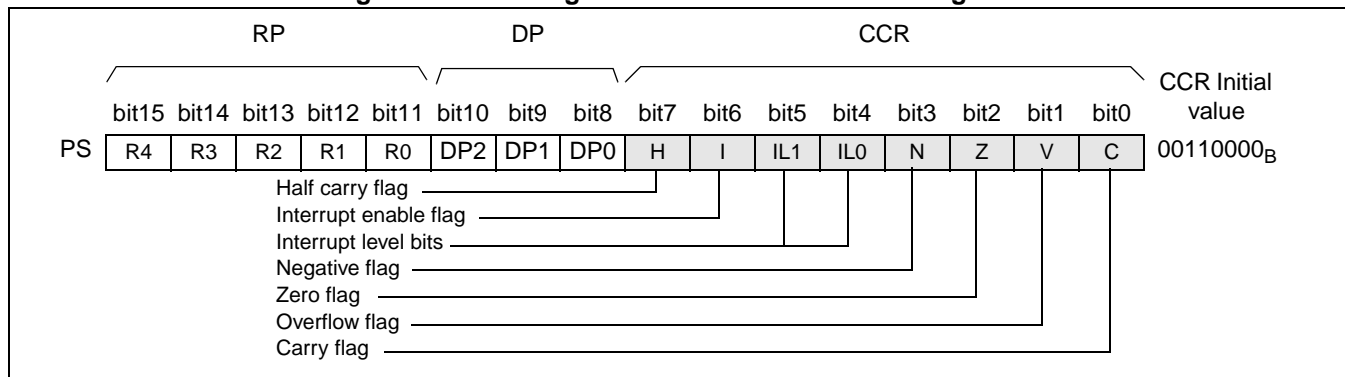 RP DP CCR
CCR Initial value
bit15 bit14 bit13 bit12 bit11 bit10 bit9 bit8 bit7 bit6 bit5 bit4 bit3 bit2 bit1 bit0
PS R4 R3 R2 R1 R0 DP2 DP1 DP0 H I IL1 IL0 N Z V C 00110000B
Half carry flag
Interrupt enable flag
Interrupt level bits
Negative flag
Zero flag
Overflow flag
Carry flag